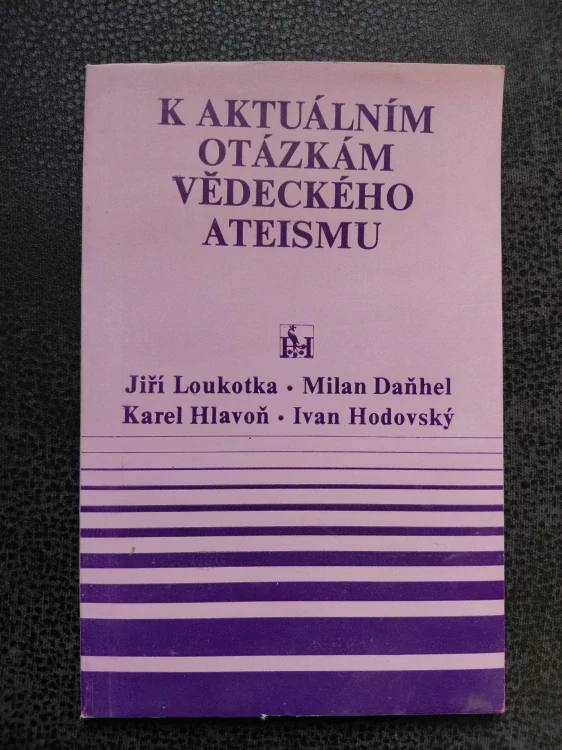 K AKTUÁLNÍM
OTÁZKÁM
VĚDECKÉHO
ATEISMU
Jiří Loukotka • Milan Daňhel
Karel Hlavoň • Ivan Hodovský